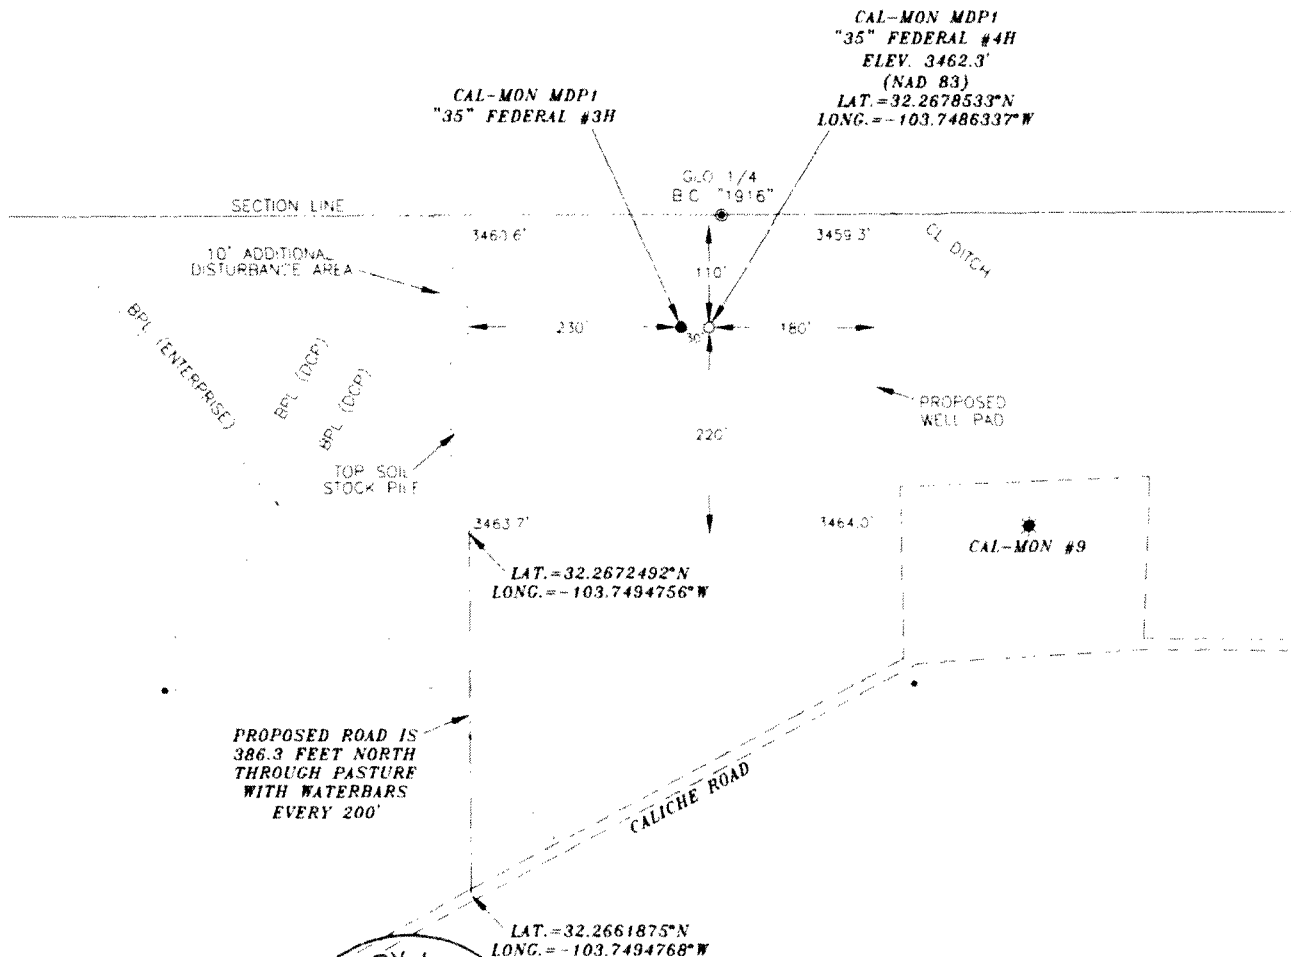 CAL-MON MDP1
"35" FEDERAL #4H
ELEV. 3462.3'
(NAD 83)
LAT.=32.2678533°N
LONG.=-103.7486337°W
CAL-MON MDP1
"35" FEDERAL #3H
GLO 1/4
B.C. "1916"
SECTION LINE
3460.6'
3459.3'
CL DITCH
10' ADDITIONAL
DISTURBANCE AREA
110'
230'
30'
180'
BPL (ENTERPRISE)
BPL (DCP)
BPL (DCP)
PROPOSED
WELL PAD
220'
TOP SOIL
STOCK PILE
3463.7'
3464.0'
CAL-MON #9
LAT.=32.2672492°N
LONG.=-103.7494756°W
PROPOSED ROAD IS
386.3 FEET NORTH
THROUGH PASTURE
WITH WATERBARS
EVERY 200'
CALICHE ROAD
LAT.=32.2661875°N
LONG.=-103.7494768°W